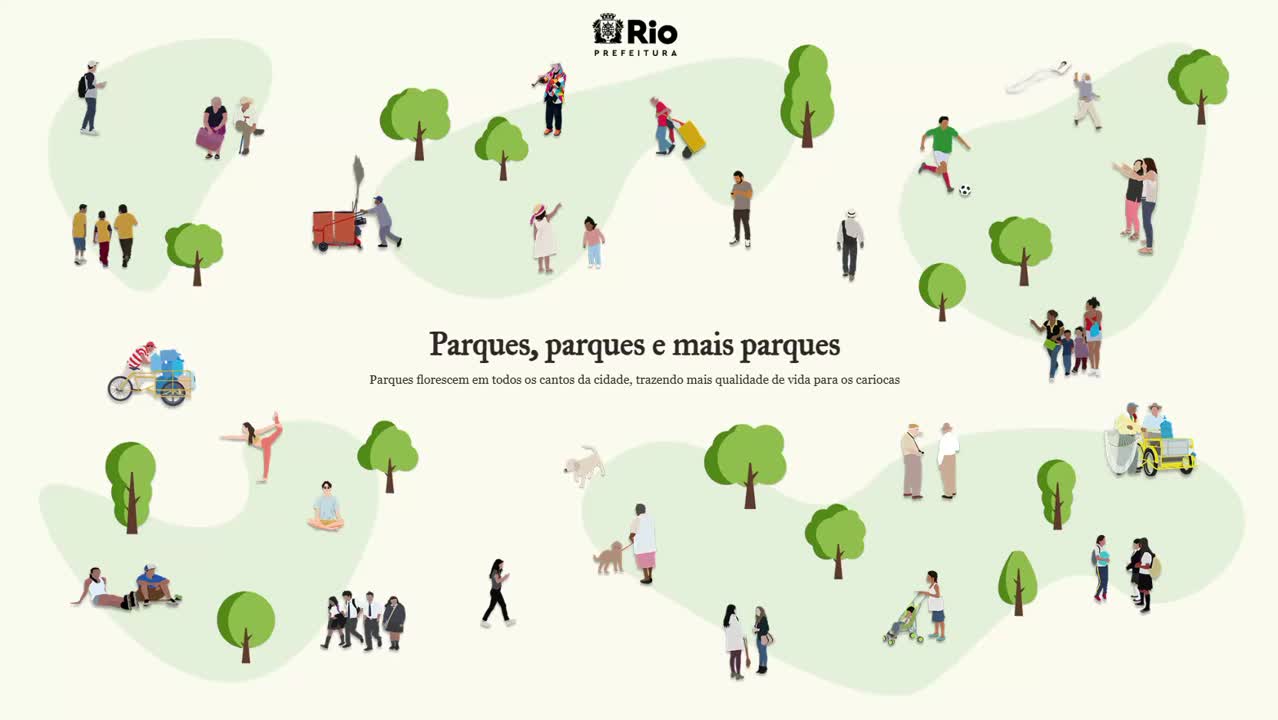 Rio
PREFEITURA
Parques, parques e mais parques
Parques florescem em todos os cantos da cidade, trazendo mais qualidade de vida para os cariocas